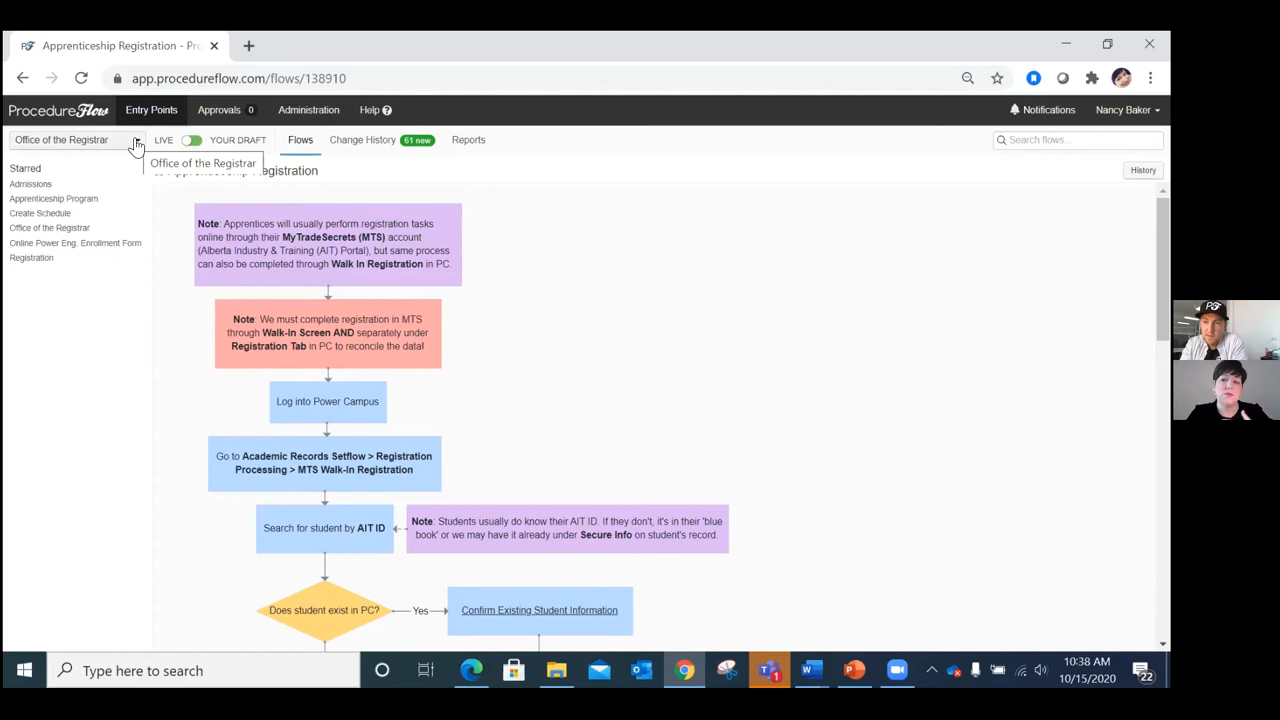 PSF Apprenticeship Registration - Pro
app.procedureflow.com/flows/138910
PROCEDUREFlow Entry Points Approvals 0 Administration Help Notifications Nancy Baker
Office of the Registrar LIVE YOUR DRAFT Flows Change History 61 new Reports Search flows...
Office of the Registrar
Starred
Registration
History
Admissions
Apprenticeship Program
Create Schedule
Office of the Registrar
Online Power Eng. Enrollment Form
Registration
Note: Apprentices will usually perform registration tasks
online through their MyTradeSecrets (MTS) account
(Alberta Industry & Training (AIT) Portal), but same process
can also be completed through Walk In Registration in PC.
Note: We must complete registration in MTS
through Walk-In Screen AND separately under
Registration Tab in PC to reconcile the data!
Log into Power Campus
Go to Academic Records Setflow > Registration
Processing > MTS Walk-In Registration
Search for student by AIT ID
Note: Students usually do know their AIT ID. If they don't, it's in their 'blue
book' or we may have it already under Secure Info on student's record.
Does student exist in PC?
Yes
Confirm Existing Student Information
PSF
Type here to search
10:38 AM
10/15/2020
1
22